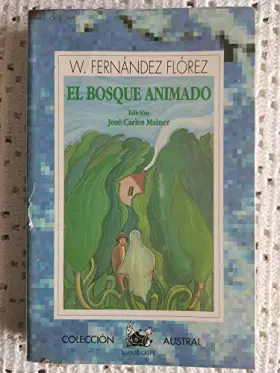 W. FERNÁNDEZ FLÓREZ
EL BOSQUE ANIMADO
Edición
José-Carlos Mainer
COLECCIÓN AUSTRAL
ESPASA CALPE